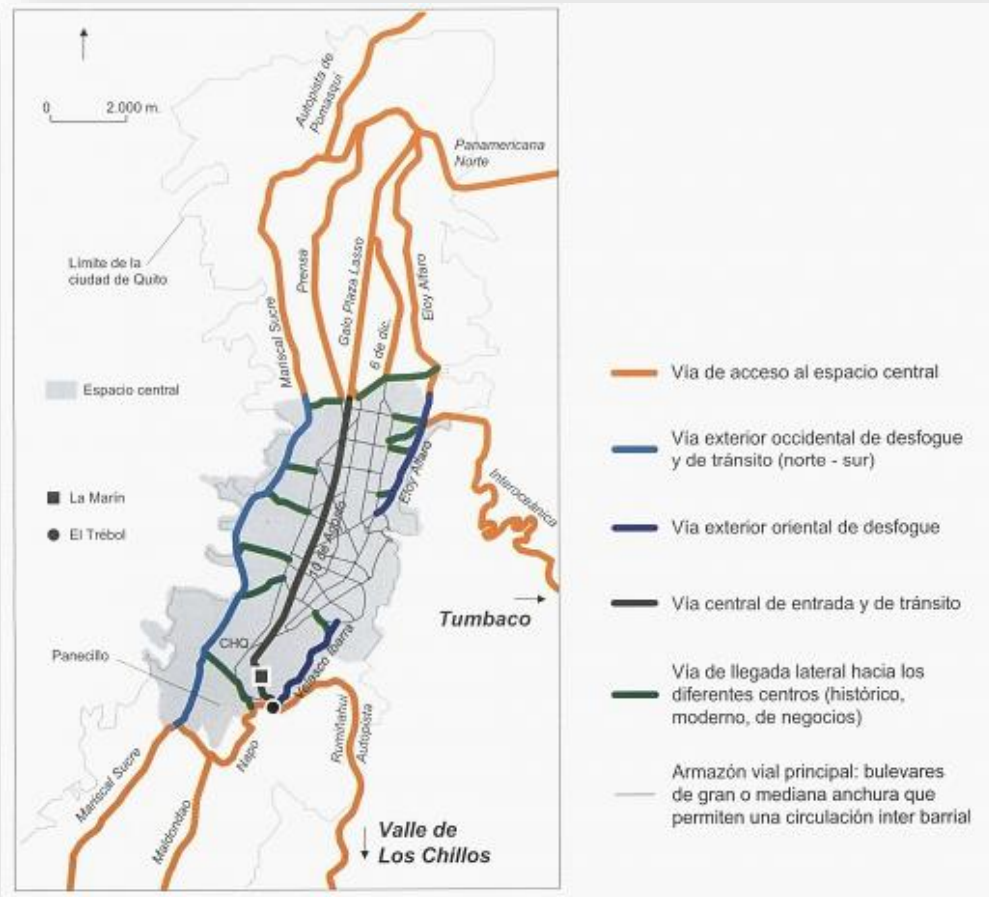 0 2.000 m.
Autopista de
Pomasqui
Panamericana
Norte
Límite de la
ciudad de Quito
Prensa
Galo Plaza Lasso
Eloy Alfaro
Mariscal Sucre
6 de dic.
Espacio central
La Marín
El Trébol
Eloy Alfaro
Interoceánica
10 de Agosto
Tumbaco
CHQ
Panecillo
Velasco Ibarra
Napo
Rumiñahui
Autopista
Mariscal Sucre
Maldondao
Valle de
Los Chillos
Vía de acceso al espacio central
Vía exterior occidental de desfogue
y de tránsito (norte - sur)
Vía exterior oriental de desfogue
Vía central de entrada y de tránsito
Vía de llegada lateral hacia los
diferentes centros (histórico,
moderno, de negocios)
Armazón vial principal: bulevares
de gran o mediana anchura que
permiten una circulación inter barrial